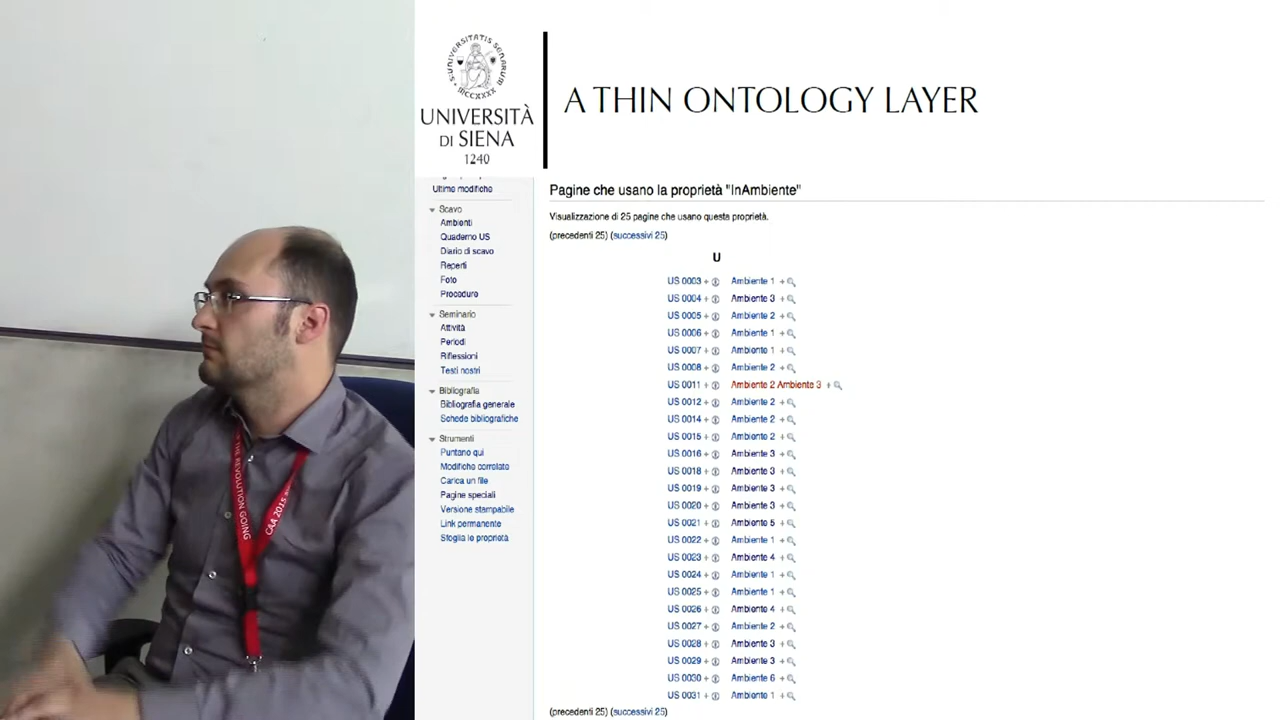 UNIVERSITÀ
DI SIENA
1240
A THIN ONTOLOGY LAYER
Ultime modifiche
Scavo
Ambienti
Quaderno US
Diario di scavo
Reperti
Foto
Procedure
Seminario
Attività
Periodi
Riflessioni
Testi nostri
Bibliografia
Bibliografia generale
Schede bibliografiche
Strumenti
Puntano qui
Modifiche correlate
Carica un file
Pagine speciali
Versione stampabile
Link permanente
Sfoglia le proprietà
Pagine che usano la proprietà "InAmbiente"
Visualizzazione di 25 pagine che usano questa proprietà.
(precedenti 25) (successivi 25)
U
US 0003 + Ambiente 1 +
US 0004 + Ambiente 3 +
US 0005 + Ambiente 2 +
US 0006 + Ambiente 1 +
US 0007 + Ambiente 1 +
US 0008 + Ambiente 2 +
US 0011 + Ambiente 2 Ambiente 3 +
US 0012 + Ambiente 2 +
US 0014 + Ambiente 2 +
US 0015 + Ambiente 2 +
US 0016 + Ambiente 3 +
US 0018 + Ambiente 3 +
US 0019 + Ambiente 3 +
US 0020 + Ambiente 3 +
US 0021 + Ambiente 5 +
US 0022 + Ambiente 1 +
US 0023 + Ambiente 4 +
US 0024 + Ambiente 1 +
US 0025 + Ambiente 1 +
US 0026 + Ambiente 4 +
US 0027 + Ambiente 2 +
US 0028 + Ambiente 3 +
US 0029 + Ambiente 3 +
US 0030 + Ambiente 6 +
US 0031 + Ambiente 1 +
(precedenti 25) (successivi 25)
THE REVOLUTION GOING
CAA 2015